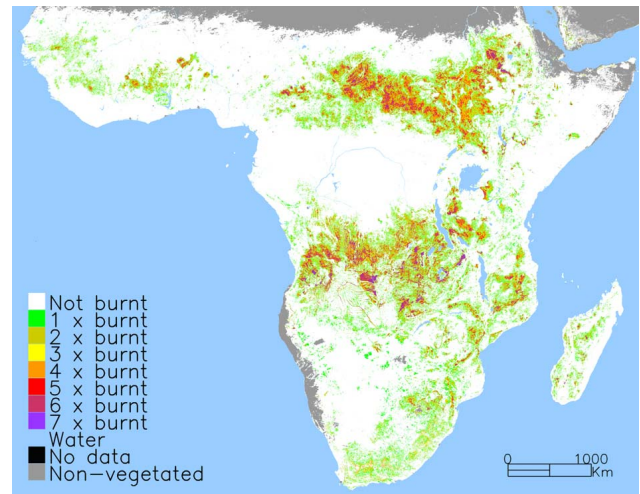 Not burnt
1 x burnt
2 x burnt
3 x burnt
4 x burnt
5 x burnt
6 x burnt
7 x burnt
Water
No data
Non-vegetated
0 1000
Km